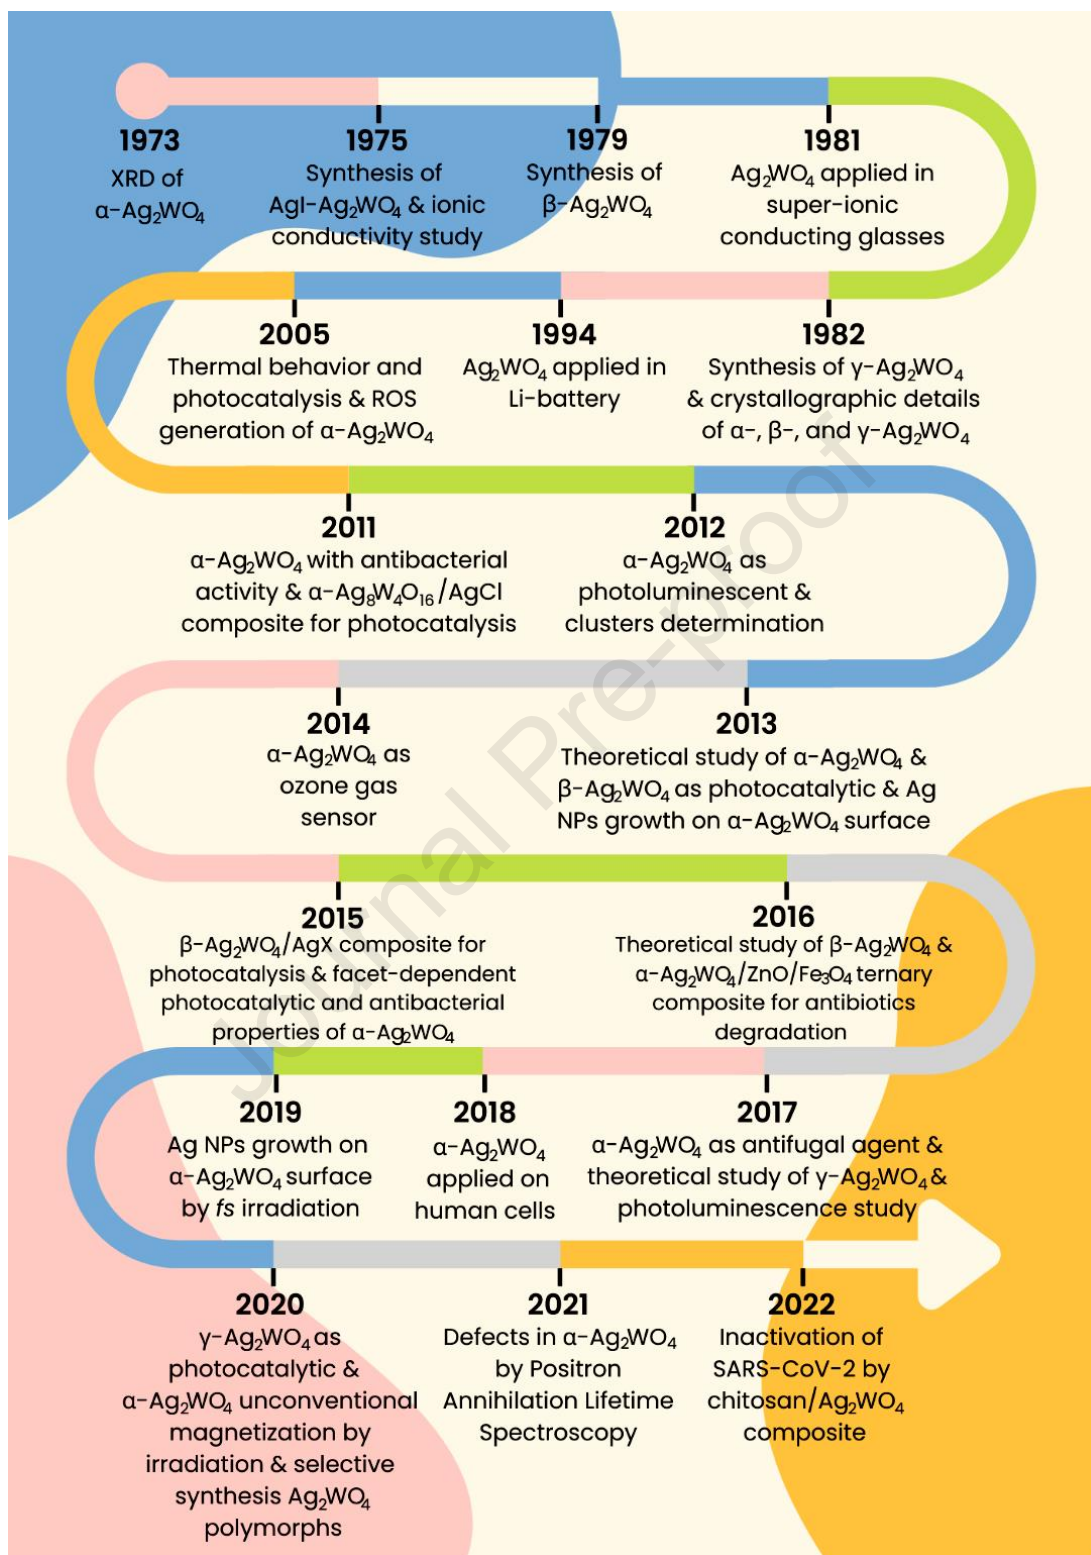 1973
XRD of
α-Ag₂WO₄
1975
Synthesis of
AgI-Ag₂WO₄ & ionic
conductivity study
1979
Synthesis of
β-Ag₂WO₄
1981
Ag₂WO₄ applied in
super-ionic
conducting glasses
1982
Synthesis of γ-Ag₂WO₄
& crystallographic details
of α-, β-, and γ-Ag₂WO₄
1994
Ag₂WO₄ applied in
Li-battery
2005
Thermal behavior and
photocatalysis & ROS
generation of α-Ag₂WO₄
2011
α-Ag₂WO₄ with antibacterial
activity & α-Ag₈W₄O₁₆/AgCl
composite for photocatalysis
2012
α-Ag₂WO₄ as
photoluminescent &
clusters determination
2013
Theoretical study of α-Ag₂WO₄ &
β-Ag₂WO₄ as photocatalytic & Ag
NPs growth on α-Ag₂WO₄ surface
2014
α-Ag₂WO₄ as
ozone gas
sensor
2015
β-Ag₂WO₄/AgX composite for
photocatalysis & facet-dependent
photocatalytic and antibacterial
properties of α-Ag₂WO₄
2016
Theoretical study of β-Ag₂WO₄ &
α-Ag₂WO₄/ZnO/Fe₃O₄ ternary
composite for antibiotics
degradation
2017
α-Ag₂WO₄ as antifugal agent &
theoretical study of γ-Ag₂WO₄ &
photoluminescence study
2018
α-Ag₂WO₄
applied on
human cells
2019
Ag NPs growth on
α-Ag₂WO₄ surface
by fs irradiation
2020
γ-Ag₂WO₄ as
photocatalytic &
α-Ag₂WO₄ unconventional
magnetization by
irradiation & selective
synthesis Ag₂WO₄
polymorphs
2021
Defects in α-Ag₂WO₄
by Positron
Annihilation Lifetime
Spectroscopy
2022
Inactivation of
SARS-CoV-2 by
chitosan/Ag₂WO₄
composite
Journal Pre-proof